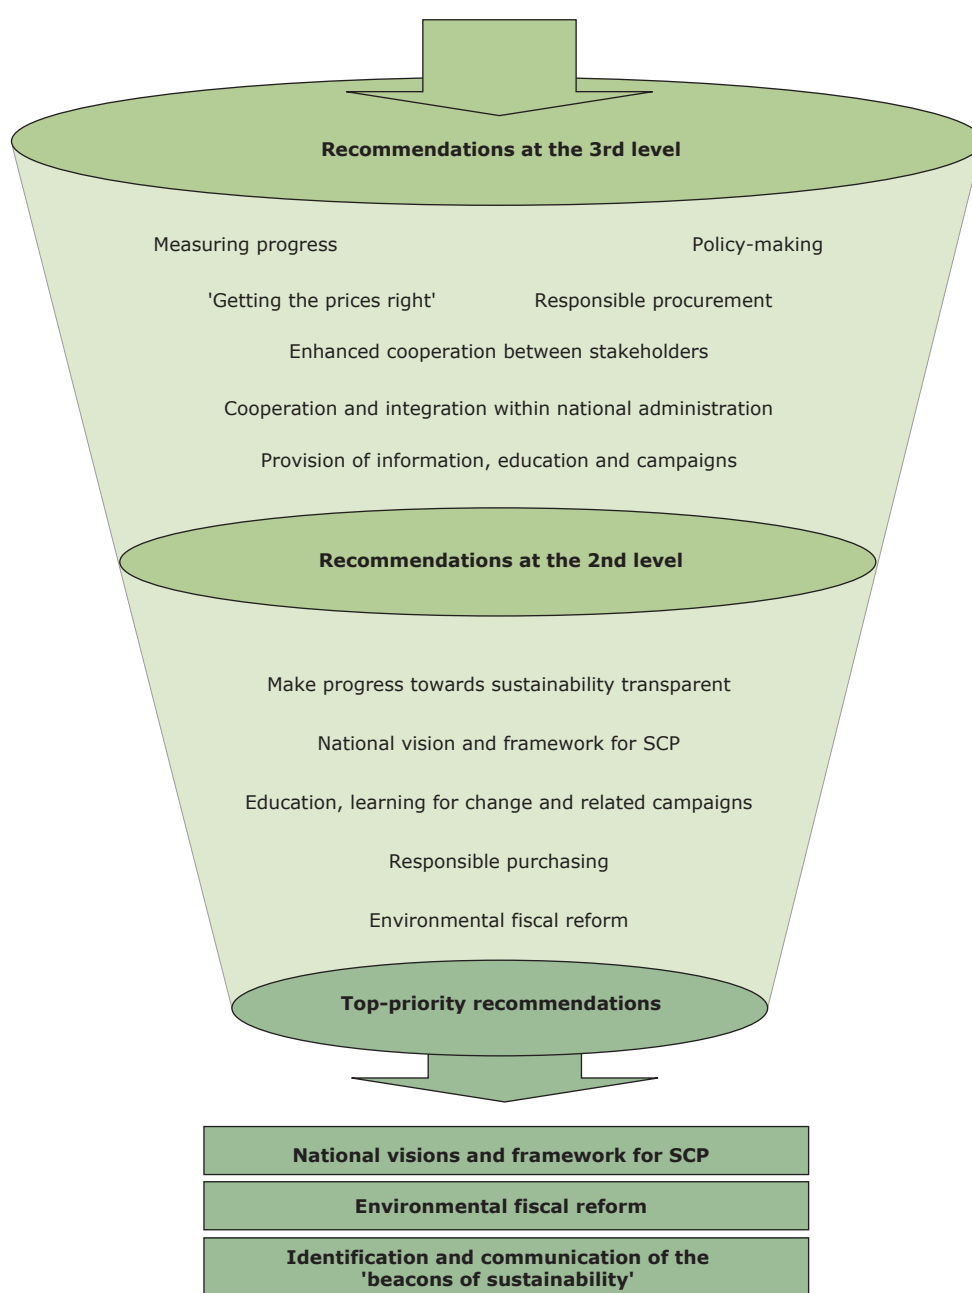 Recommendations at the 3rd level
Measuring progress
Policy-making
'Getting the prices right'
Responsible procurement
Enhanced cooperation between stakeholders
Cooperation and integration within national administration
Provision of information, education and campaigns
Recommendations at the 2nd level
Make progress towards sustainability transparent
National vision and framework for SCP
Education, learning for change and related campaigns
Responsible purchasing
Environmental fiscal reform
Top-priority recommendations
National visions and framework for SCP
Environmental fiscal reform
Identification and communication of the
'beacons of sustainability'